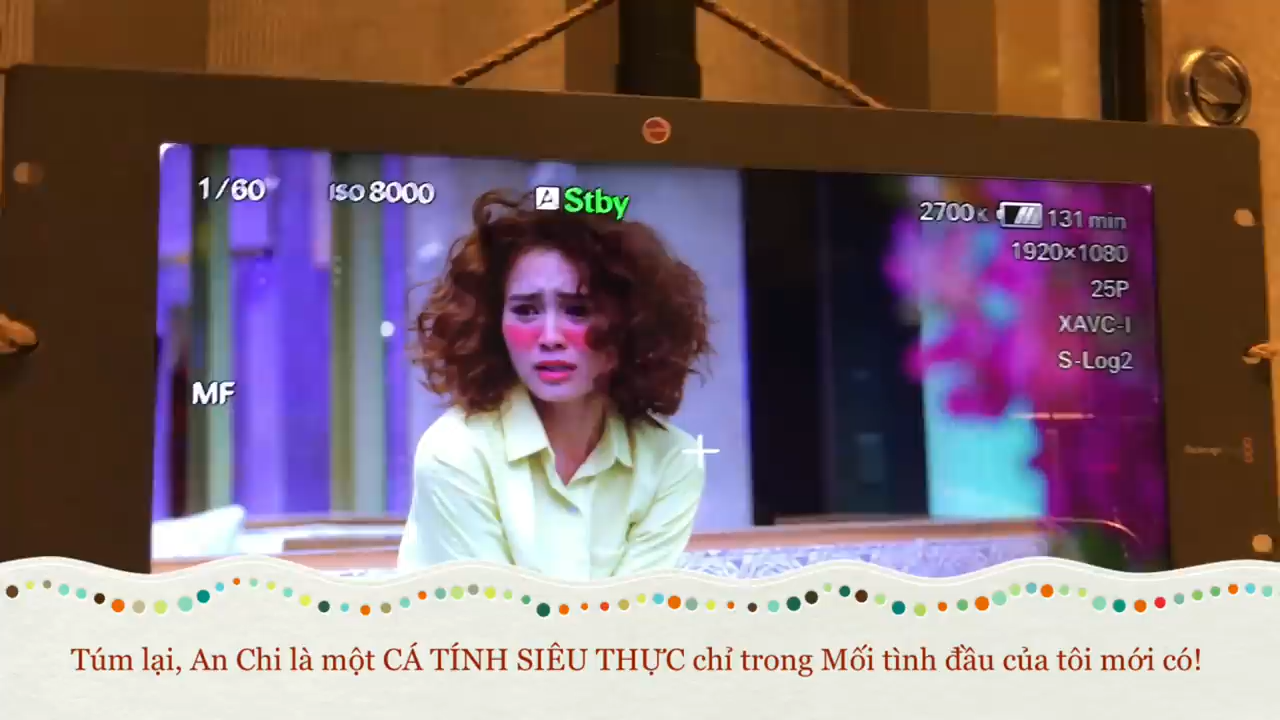 1/60 ISO 8000 Stby 2700K 131 min
1920×1080
25P
XAVC-I
S-Log2
MF
Túm lại, An Chi là một CÁ TÍNH SIÊU THỰC chỉ trong Mối tình đầu của tôi mới có!